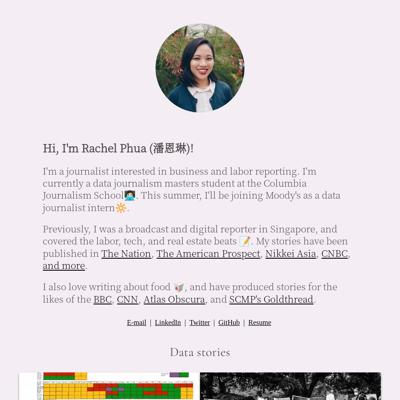 Hi, I'm Rachel Phua (潘恩琳)!
I'm a journalist interested in business and labor reporting. I'm
currently a data journalism masters student at the Columbia
Journalism School👩🏻‍💻. This summer, I'll be joining Moody's as a data
journalist intern🔆.
Previously, I was a broadcast and digital reporter in Singapore, and
covered the labor, tech, and real estate beats 📝. My stories have been
published in The Nation, The American Prospect, Nikkei Asia, CNBC,
and more.
I also love writing about food 🥡, and have produced stories for the
likes of the BBC, CNN, Atlas Obscura, and SCMP's Goldthread.
E-mail | LinkedIn | Twitter | GitHub | Resume
Data stories